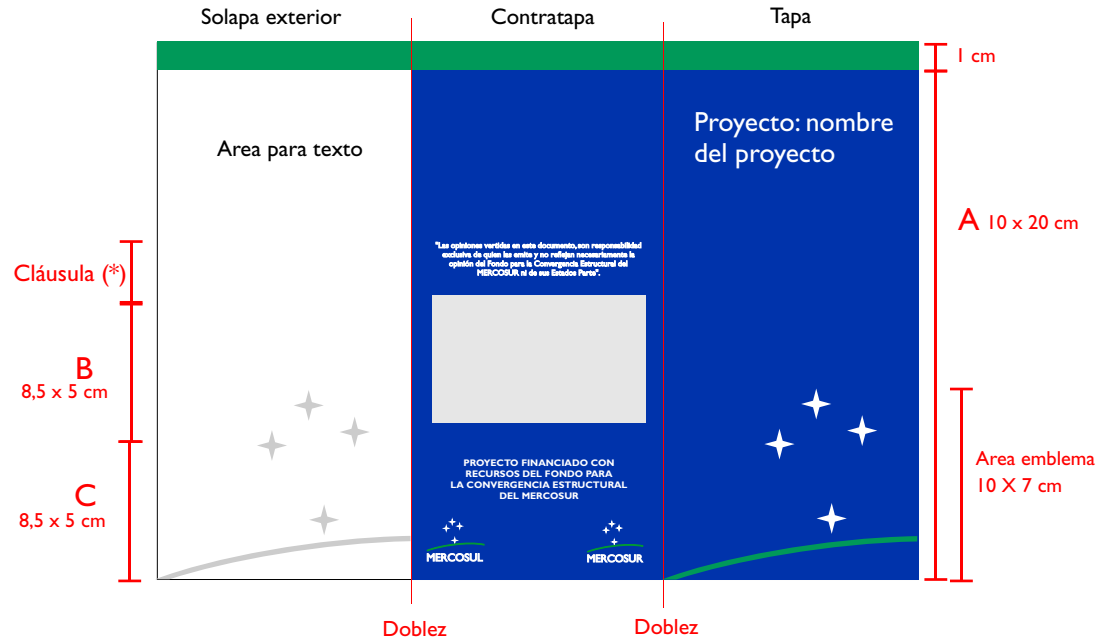 Solapa exterior
Contratapa
Tapa
1 cm
Proyecto: nombre
del proyecto
Area para texto
A 10 x 20 cm
"Las opiniones vertidas en este documento, son responsabilidad
exclusiva de quien las emite y no reflejan necesariamente la
opinión del Fondo para la Convergencia Estructural del
MERCOSUR ni de sus Estados Parte".
Cláusula (*)
B
8,5 x 5 cm
PROYECTO FINANCIADO CON
RECURSOS DEL FONDO PARA
LA CONVERGENCIA ESTRUCTURAL
DEL MERCOSUR
Area emblema
10 X 7 cm
C
8,5 x 5 cm
MERCOSUL
MERCOSUR
Doblez
Doblez